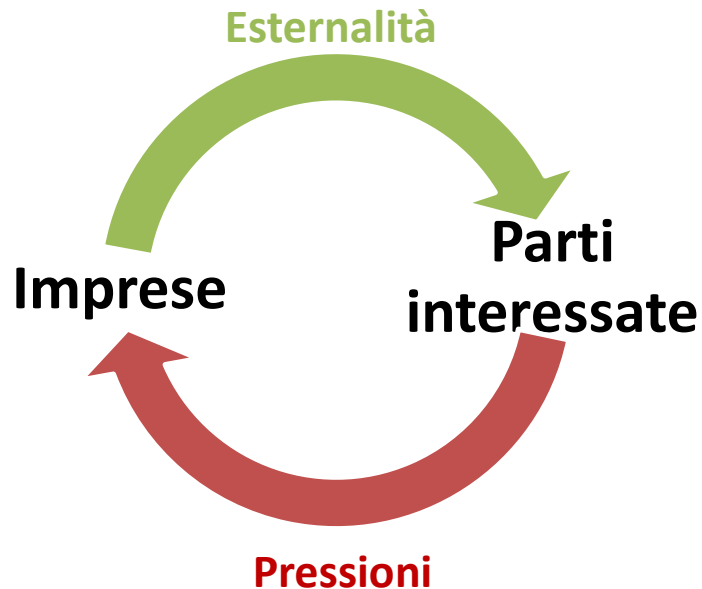 Esternalità
Parti
interessate
Imprese
Pressioni